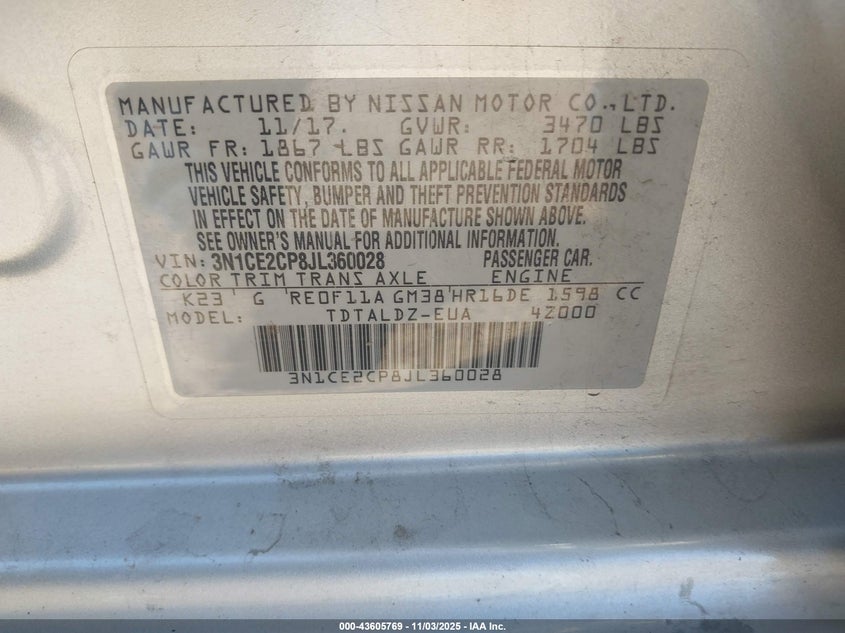 MANUFACTURED BY NISSAN MOTOR CO., LTD.
DATE: 11/17. GVWR: 3470 LBS
GAWR FR: 1867 LBS GAWR RR: 1704 LBS
THIS VEHICLE CONFORMS TO ALL APPLICABLE FEDERAL MOTOR
VEHICLE SAFETY, BUMPER AND THEFT PREVENTION STANDARDS
IN EFFECT ON THE DATE OF MANUFACTURE SHOWN ABOVE.
SEE OWNER'S MANUAL FOR ADDITIONAL INFORMATION.
VIN: 3N1CE2CP8JL360028 PASSENGER CAR.
COLOR TRIM TRANS AXLE ENGINE
K23 G RE0F11A GM38 HR16DE 1598 CC
MODEL: TDTALDZ-EUA 4Z000
3N1CE2CP8JL360028
000-43605769 - 11/03/2025 - IAA Inc.